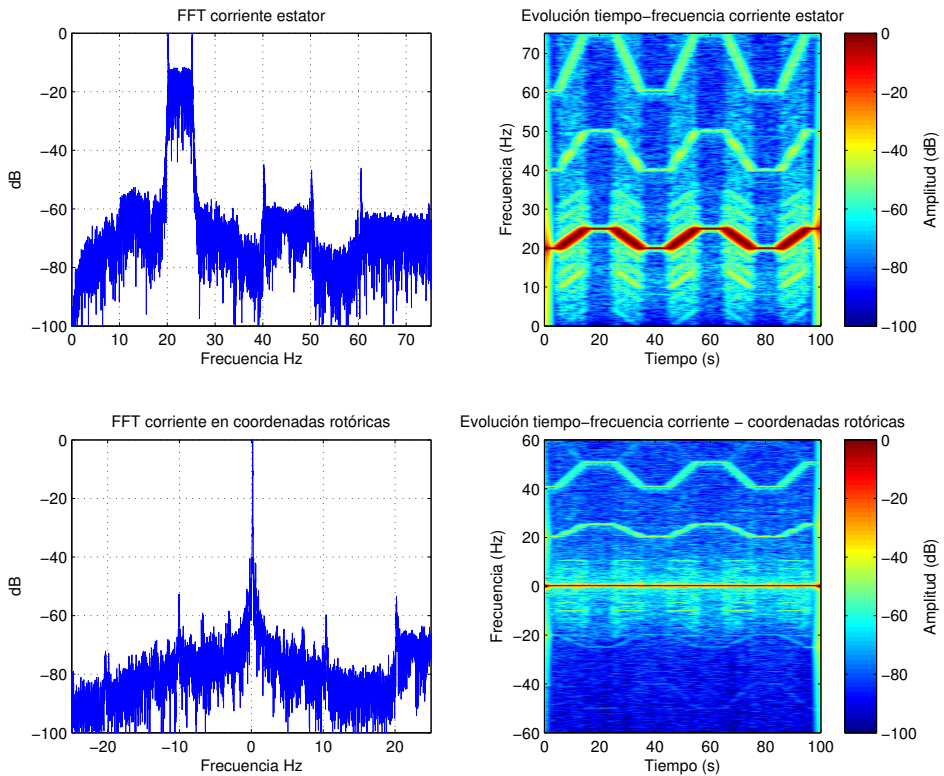 FFT corriente estator
0
−20
−40
−60
−80
−100
dB
0 10 20 30 40 50 60 70
Frecuencia Hz
Evolución tiempo−frecuencia corriente estator
70
60
50
40
30
20
10
0
Frecuencia (Hz)
0 20 40 60 80 100
Tiempo (s)
0
−20
−40
−60
−80
−100
Amplitud (dB)
FFT corriente en coordenadas rotóricas
0
−20
−40
−60
−80
−100
dB
−20 −10 0 10 20
Frecuencia Hz
Evolución tiempo−frecuencia corriente − coordenadas rotóricas
60
40
20
0
−20
−40
−60
Frecuencia (Hz)
0 20 40 60 80 100
Tiempo (s)
0
−20
−40
−60
−80
−100
Amplitud (dB)